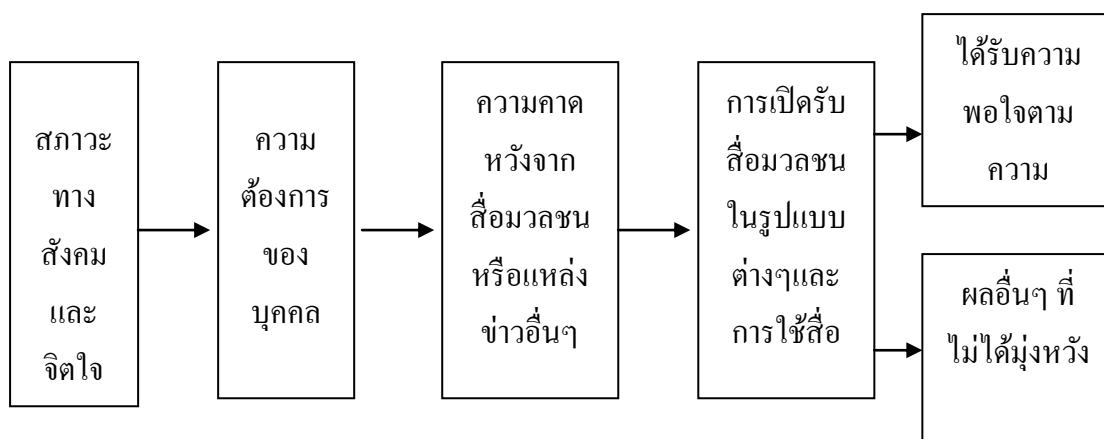 สภาวะ
ทาง
สังคม
และ
จิตใจ
ความ
ต้องการ
ของ
บุคคล
ความคาด
หวังจาก
สื่อมวลชน
หรือแหล่ง
ข่าวอื่นๆ
การเปิดรับ
สื่อมวลชน
ในรูปแบบ
ต่างๆและ
การใช้สื่อ
ได้รับความ
พอใจตาม
ความ
ผลอื่นๆ ที่
ไม่ได้มุ่งหวัง